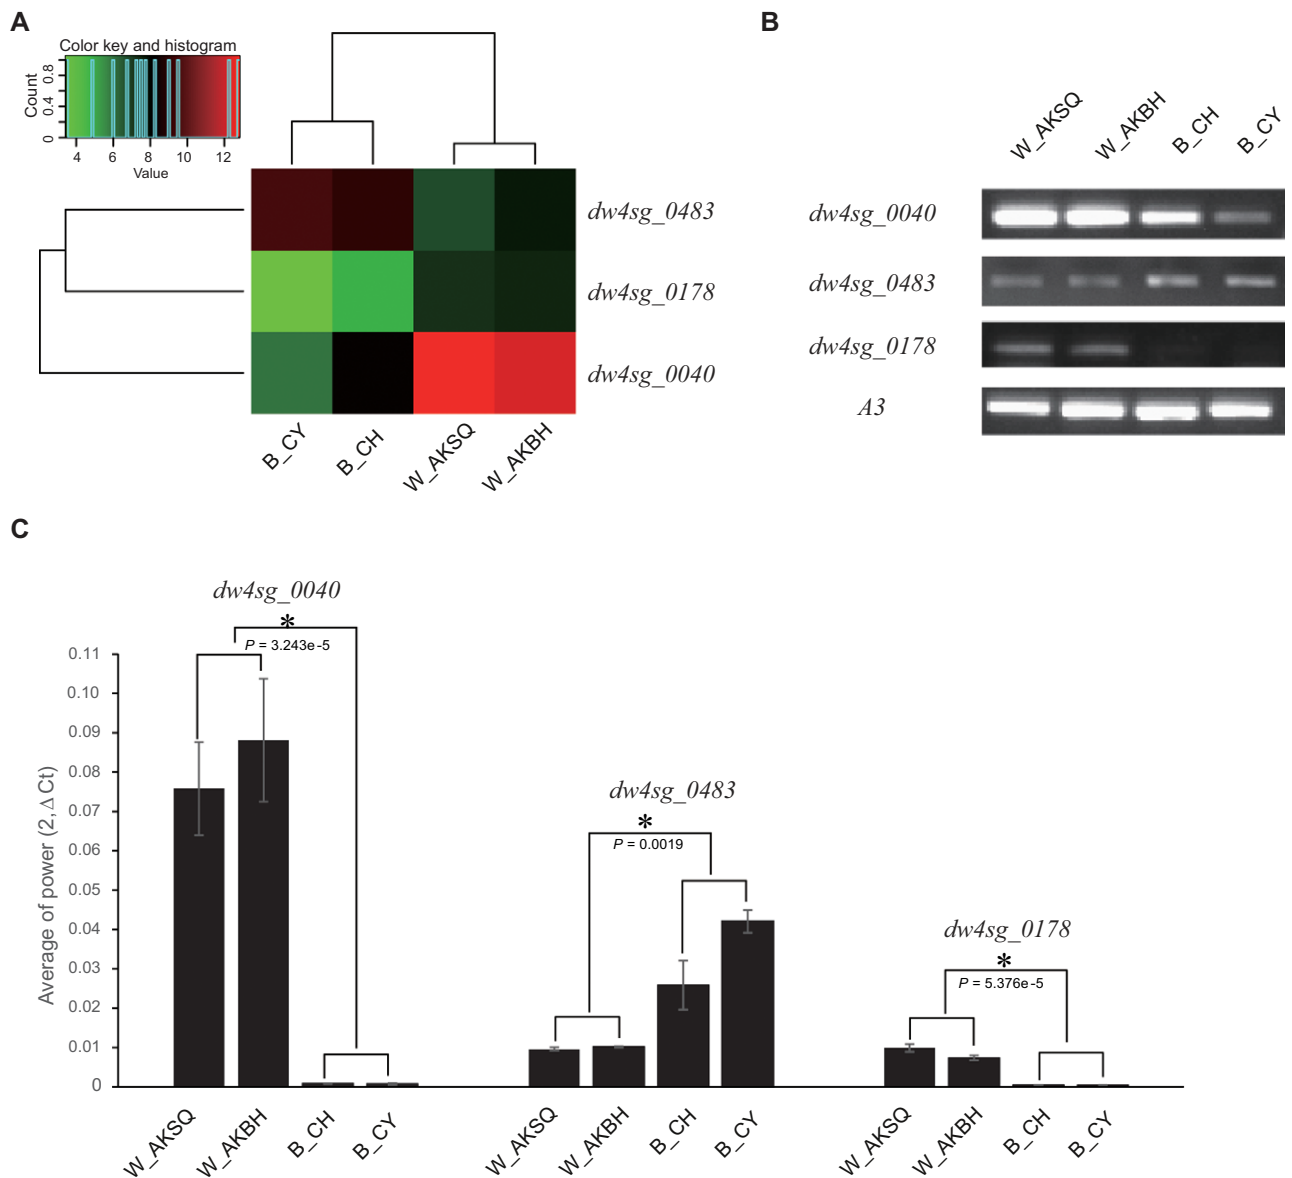 A
Color key and histogram
Count
0 0.4 0.8
4 6 8 10 12
Value
dw4sg_0483
dw4sg_0178
dw4sg_0040
B_CY
B_CH
W_AKSQ
W_AKBH
B
W_AKSQ
W_AKBH
B_CH
B_CY
dw4sg_0040
dw4sg_0483
dw4sg_0178
A3
C
Average of power (2,ΔCt)
0.11
0.10
0.09
0.08
0.07
0.06
0.05
0.04
0.03
0.02
0.01
0
dw4sg_0040
*
P = 3.243e-5
W_AKSQ
W_AKBH
B_CH
B_CY
dw4sg_0483
*
P = 0.0019
W_AKSQ
W_AKBH
B_CH
B_CY
dw4sg_0178
*
P = 5.376e-5
W_AKSQ
W_AKBH
B_CH
B_CY